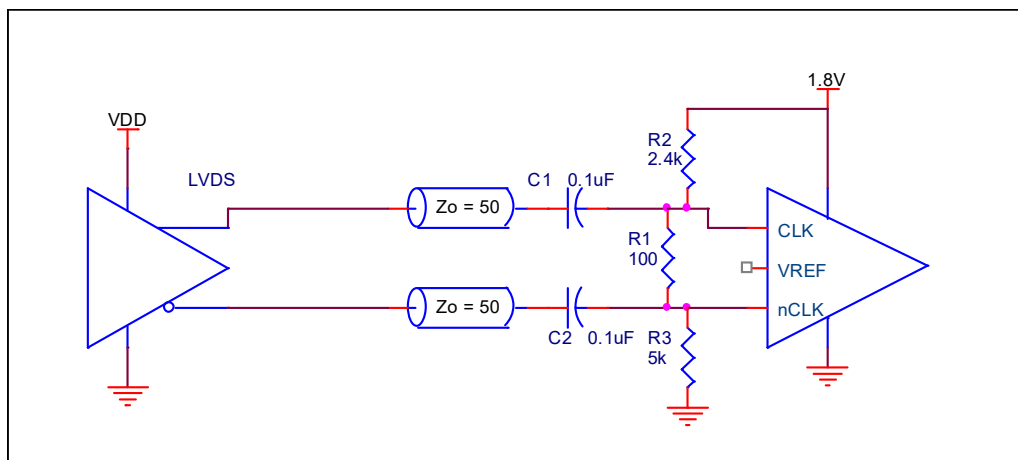 1.8V
VDD
R2
2.4k
LVDS
C1 0.1uF
Zo = 50
CLK
R1
100
VREF
Zo = 50
nCLK
C2 0.1uF
R3
5k